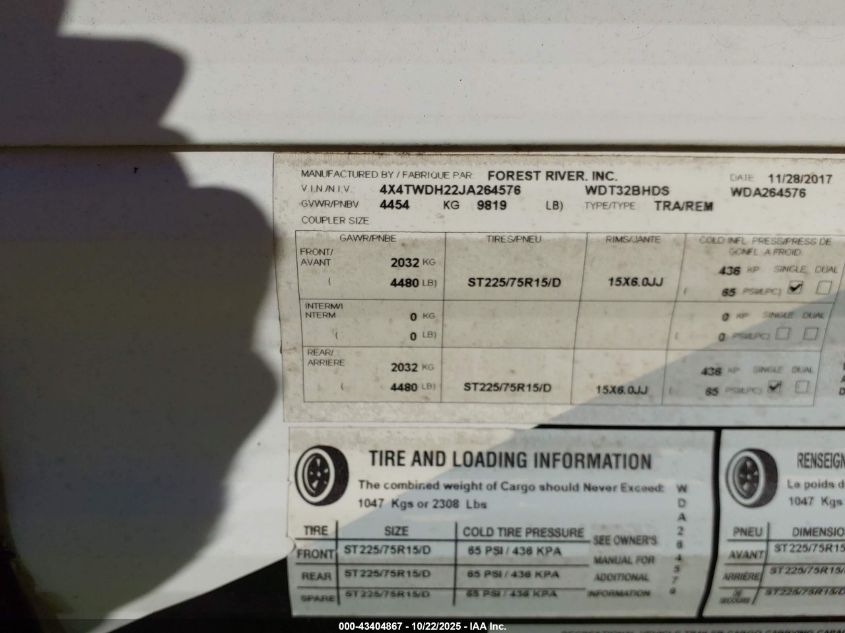 MANUFACTURED BY / FABRIQUE PAR: FOREST RIVER, INC. DATE 11/28/2017
V.I.N./N.I.V. 4X4TWDH22JA264576 WDT32BHDS WDA264576
GVWR/PNBV 4454 KG 9819 LB) TYPE/TYPE TRA/REM
COUPLER SIZE
GAWR/PNBE TIRES/PNEU RIMS/JANTE COLD INFL. PRESS/PRESS DE
GONFL. A FROID
FRONT/
AVANT 2032 KG 436 KP SINGLE DUAL
( 4480 LB) ST225/75R15/D 15X6.0JJ ( 65 PSI/LPC)
INTERM/I
NTERM 0 KG 0 KP SINGLE DUAL
( 0 LB) ( 0 PSI/LPC)
REAR/
ARRIERE 2032 KG 436 KP SINGLE DUAL
( 4480 LB) ST225/75R15/D 15X6.0JJ ( 65 PSI/LPC)
TIRE AND LOADING INFORMATION
The combined weight of Cargo should Never Exceed:
1047 Kgs or 2308 Lbs
WDA264576
TIRE SIZE COLD TIRE PRESSURE SEE OWNER'S
MANUAL FOR
ADDITIONAL
INFORMATION
FRONT ST225/75R15/D 65 PSI / 436 KPA
REAR ST225/75R15/D 65 PSI / 436 KPA
SPARE ST225/75R15/D 65 PSI / 436 KPA
RENSEIGN
Le poids d
1047 Kgs
PNEU DIMENSIO
AVANT ST225/75R15
ARRIÈRE ST225/75R15/D
DE
SECOURS ST225/75R15/D
000-43404867 - 10/22/2025 - IAA Inc.